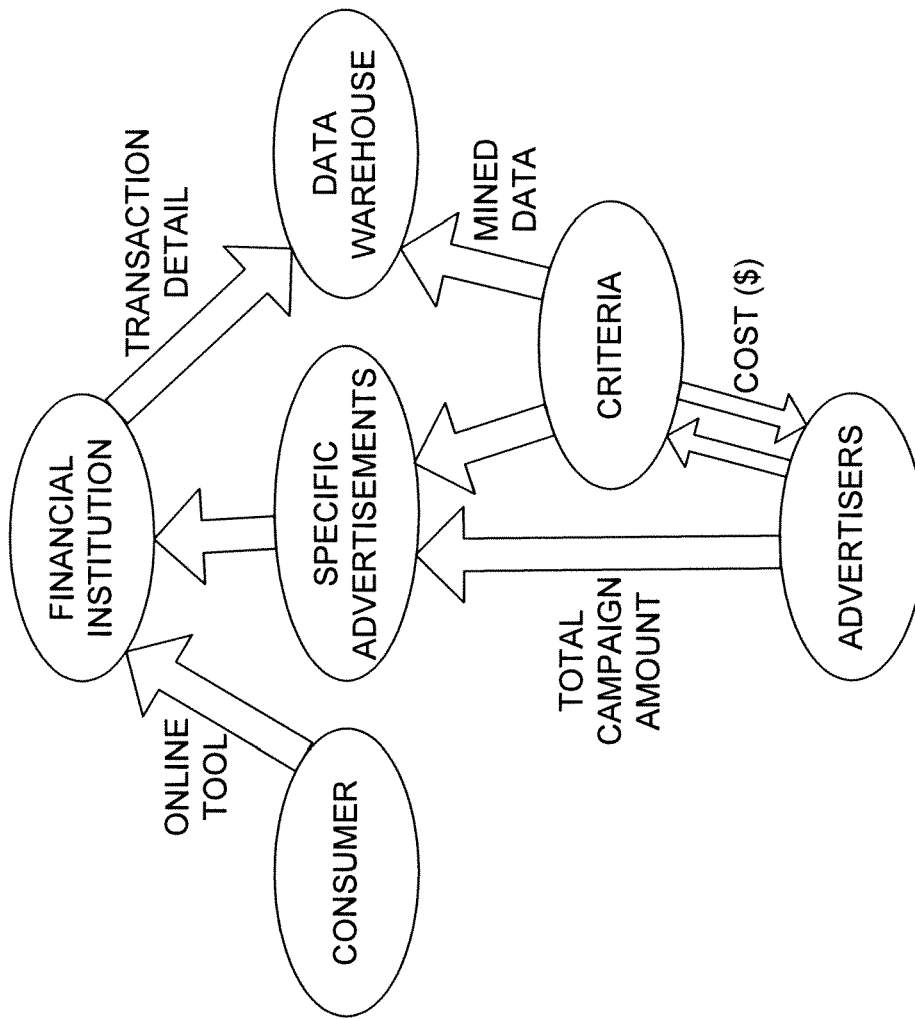 FINANCIAL
INSTITUTION
ONLINE
TOOL
TRANSACTION
DETAIL
CONSUMER
SPECIFIC
ADVERTISEMENTS
DATA
WAREHOUSE
MINED
DATA
TOTAL
CAMPAIGN
AMOUNT
CRITERIA
COST ($)
ADVERTISERS